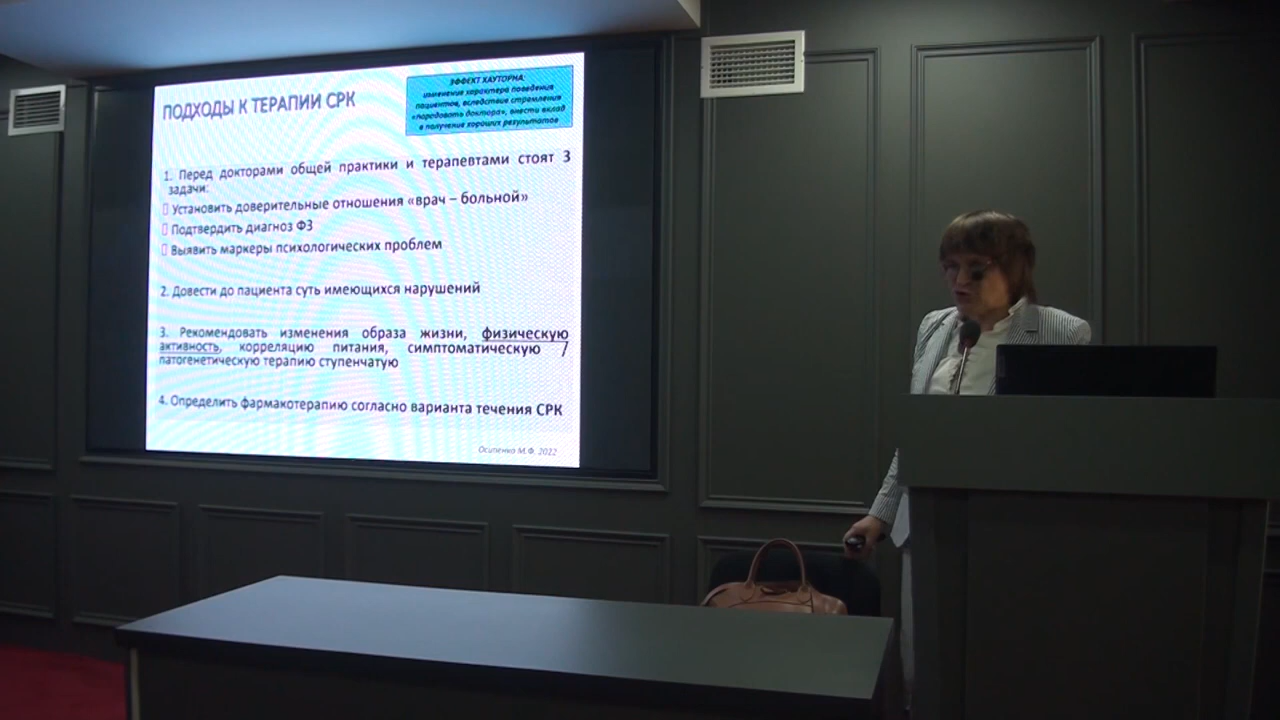 ПОДХОДЫ К ТЕРАПИИ СРК
ЭФФЕКТ ХАУТОРНА:
изменение характера поведения
пациентов, вследствие стремления
«порадовать доктора», внести вклад
в получение хороших результатов
1. Перед докторами общей практики и терапевтами стоят 3
задачи:
Установить доверительные отношения «врач – больной»
Подтвердить диагноз ФЗ
Выявить маркеры психологических проблем
2. Довести до пациента суть имеющихся нарушений
3. Рекомендовать изменения образа жизни, физическую
активность, корреляцию питания, симптоматическую /
патогенетическую терапию ступенчатую
4. Определить фармакотерапию согласно варианта течения СРК
Осипенко М.Ф. 2022